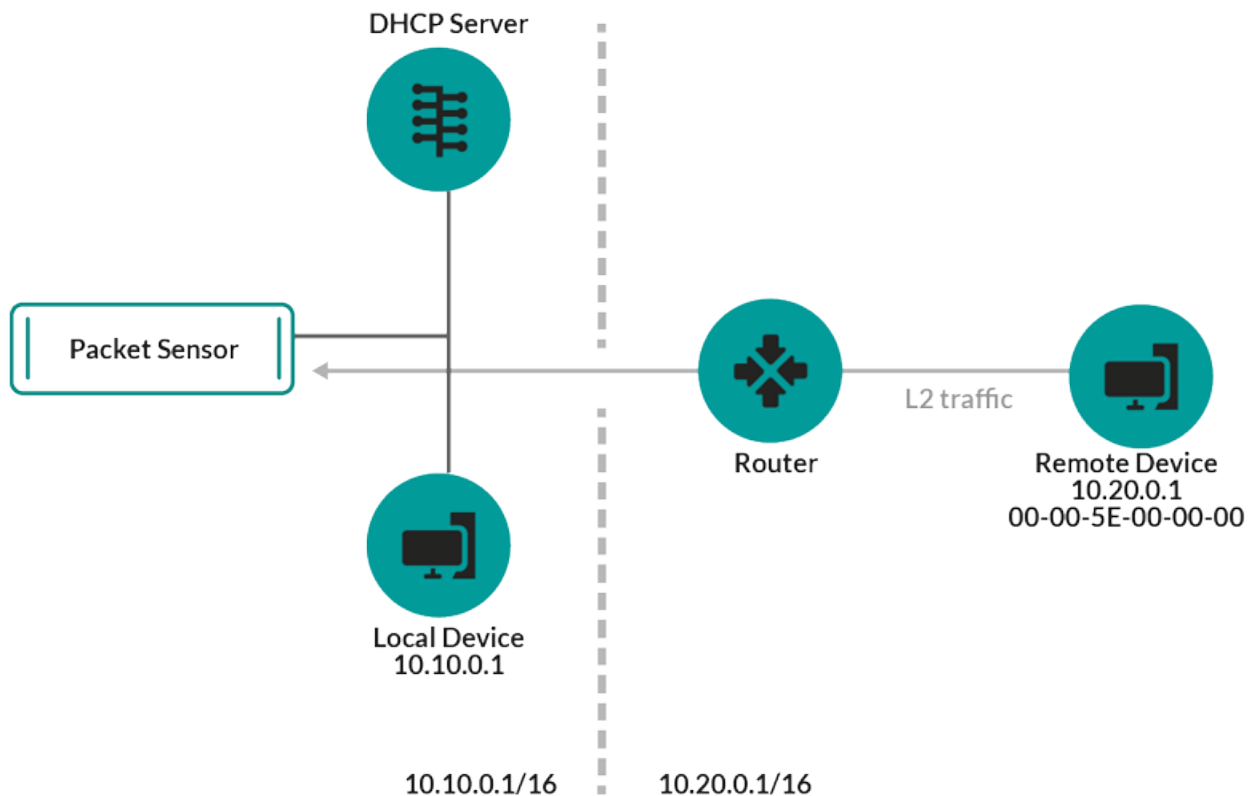 DHCP Server
Packet Sensor
L2 traffic
Router
Remote Device
10.20.0.1
00-00-5E-00-00-00
Local Device
10.10.0.1
10.10.0.1/16
10.20.0.1/16